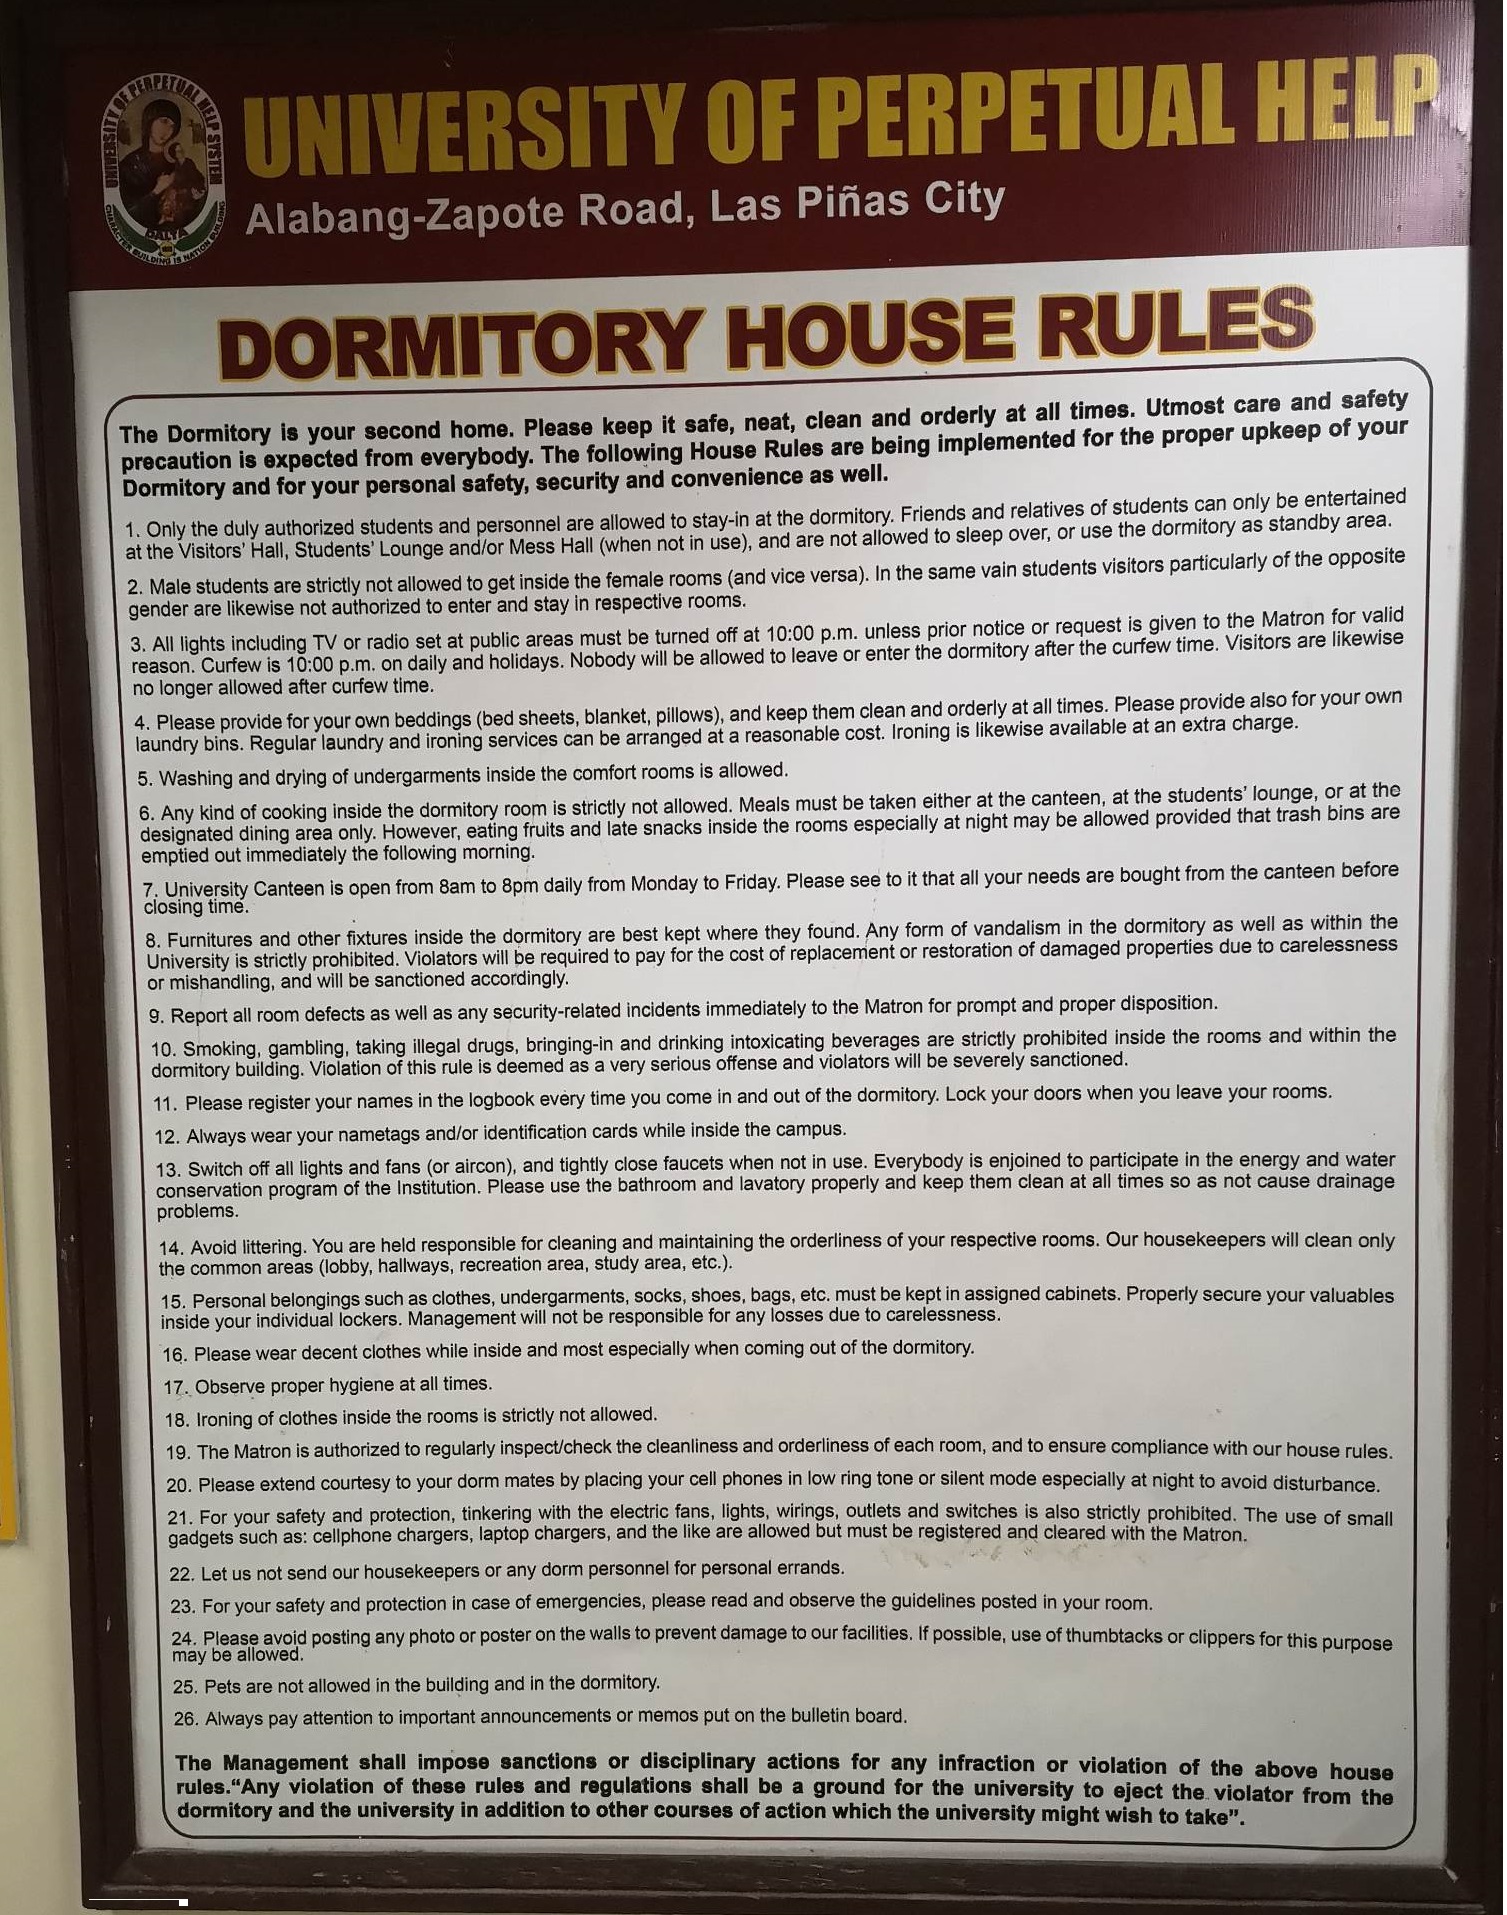 UNIVERSITY OF PERPETUAL HELP SYSTEM
DALTA
CHARACTER BUILDING IS NATION BUILDING
UNIVERSITY OF PERPETUAL HELP
Alabang-Zapote Road, Las Piñas City
DORMITORY HOUSE RULES
The Dormitory is your second home. Please keep it safe, neat, clean and orderly at all times. Utmost care and safety
precaution is expected from everybody. The following House Rules are being implemented for the proper upkeep of your
Dormitory and for your personal safety, security and convenience as well.
1. Only the duly authorized students and personnel are allowed to stay-in at the dormitory. Friends and relatives of students can only be entertained
at the Visitors' Hall, Students' Lounge and/or Mess Hall (when not in use), and are not allowed to sleep over, or use the dormitory as standby area.
2. Male students are strictly not allowed to get inside the female rooms (and vice versa). In the same vain students visitors particularly of the opposite
gender are likewise not authorized to enter and stay in respective rooms.
3. All lights including TV or radio set at public areas must be turned off at 10:00 p.m. unless prior notice or request is given to the Matron for valid
reason. Curfew is 10:00 p.m. on daily and holidays. Nobody will be allowed to leave or enter the dormitory after the curfew time. Visitors are likewise
no longer allowed after curfew time.
4. Please provide for your own beddings (bed sheets, blanket, pillows), and keep them clean and orderly at all times. Please provide also for your own
laundry bins. Regular laundry and ironing services can be arranged at a reasonable cost. Ironing is likewise available at an extra charge.
5. Washing and drying of undergarments inside the comfort rooms is allowed.
6. Any kind of cooking inside the dormitory room is strictly not allowed. Meals must be taken either at the canteen, at the students' lounge, or at the
designated dining area only. However, eating fruits and late snacks inside the rooms especially at night may be allowed provided that trash bins are
emptied out immediately the following morning.
7. University Canteen is open from 8am to 8pm daily from Monday to Friday. Please see to it that all your needs are bought from the canteen before
closing time.
8. Furnitures and other fixtures inside the dormitory are best kept where they found. Any form of vandalism in the dormitory as well as within the
University is strictly prohibited. Violators will be required to pay for the cost of replacement or restoration of damaged properties due to carelessness
or mishandling, and will be sanctioned accordingly.
9. Report all room defects as well as any security-related incidents immediately to the Matron for prompt and proper disposition.
10. Smoking, gambling, taking illegal drugs, bringing-in and drinking intoxicating beverages are strictly prohibited inside the rooms and within the
dormitory building. Violation of this rule is deemed as a very serious offense and violators will be severely sanctioned.
11. Please register your names in the logbook every time you come in and out of the dormitory. Lock your doors when you leave your rooms.
12. Always wear your nametags and/or identification cards while inside the campus.
13. Switch off all lights and fans (or aircon), and tightly close faucets when not in use. Everybody is enjoined to participate in the energy and water
conservation program of the Institution. Please use the bathroom and lavatory properly and keep them clean at all times so as not cause drainage
problems.
14. Avoid littering. You are held responsible for cleaning and maintaining the orderliness of your respective rooms. Our housekeepers will clean only
the common areas (lobby, hallways, recreation area, study area, etc.).
15. Personal belongings such as clothes, undergarments, socks, shoes, bags, etc. must be kept in assigned cabinets. Properly secure your valuables
inside your individual lockers. Management will not be responsible for any losses due to carelessness.
16. Please wear decent clothes while inside and most especially when coming out of the dormitory.
17. Observe proper hygiene at all times.
18. Ironing of clothes inside the rooms is strictly not allowed.
19. The Matron is authorized to regularly inspect/check the cleanliness and orderliness of each room, and to ensure compliance with our house rules.
20. Please extend courtesy to your dorm mates by placing your cell phones in low ring tone or silent mode especially at night to avoid disturbance.
21. For your safety and protection, tinkering with the electric fans, lights, wirings, outlets and switches is also strictly prohibited. The use of small
gadgets such as: cellphone chargers, laptop chargers, and the like are allowed but must be registered and cleared with the Matron.
22. Let us not send our housekeepers or any dorm personnel for personal errands.
23. For your safety and protection in case of emergencies, please read and observe the guidelines posted in your room.
24. Please avoid posting any photo or poster on the walls to prevent damage to our facilities. If possible, use of thumbtacks or clippers for this purpose
may be allowed.
25. Pets are not allowed in the building and in the dormitory.
26. Always pay attention to important announcements or memos put on the bulletin board.
The Management shall impose sanctions or disciplinary actions for any infraction or violation of the above house
rules.“Any violation of these rules and regulations shall be a ground for the university to eject the violator from the
dormitory and the university in addition to other courses of action which the university might wish to take”.